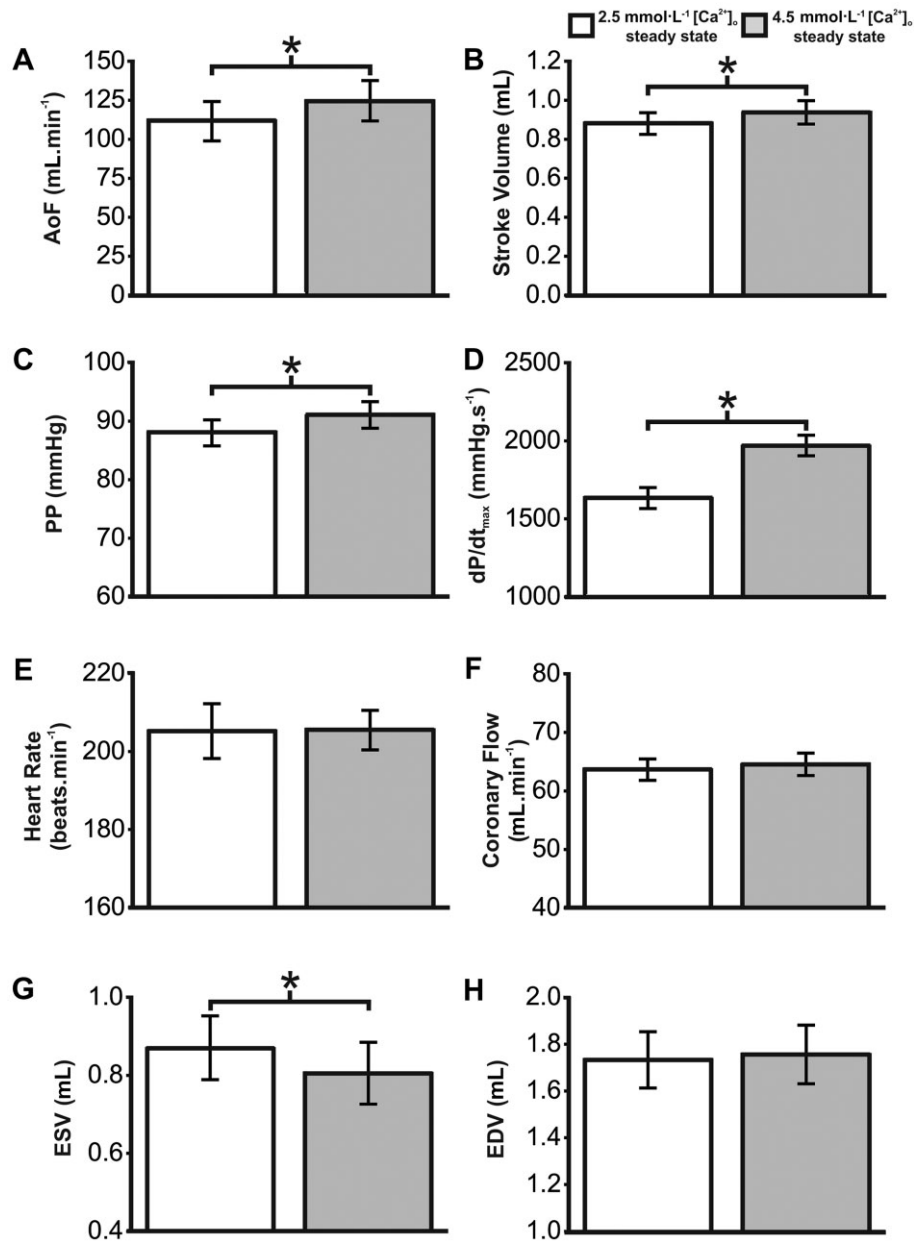 2.5 mmol·L⁻¹ [Ca²⁺]ₒ
steady state
4.5 mmol·L⁻¹ [Ca²⁺]ₒ
steady state
A
*
150
125
100
75
50
25
0
AoF (mL.min⁻¹)
B
*
1.2
1.0
0.8
0.6
0.4
0.2
0.0
Stroke Volume (mL)
C
*
100
90
80
70
60
PP (mmHg)
D
*
2500
2000
1500
1000
dP/dtmax (mmHg.s⁻¹)
E
220
200
180
160
Heart Rate
(beats.min⁻¹)
F
80
70
60
50
40
Coronary Flow
(mL.min⁻¹)
G
*
1.0
0.8
0.6
0.4
ESV (mL)
H
2.0
1.8
1.6
1.4
1.2
1.0
EDV (mL)